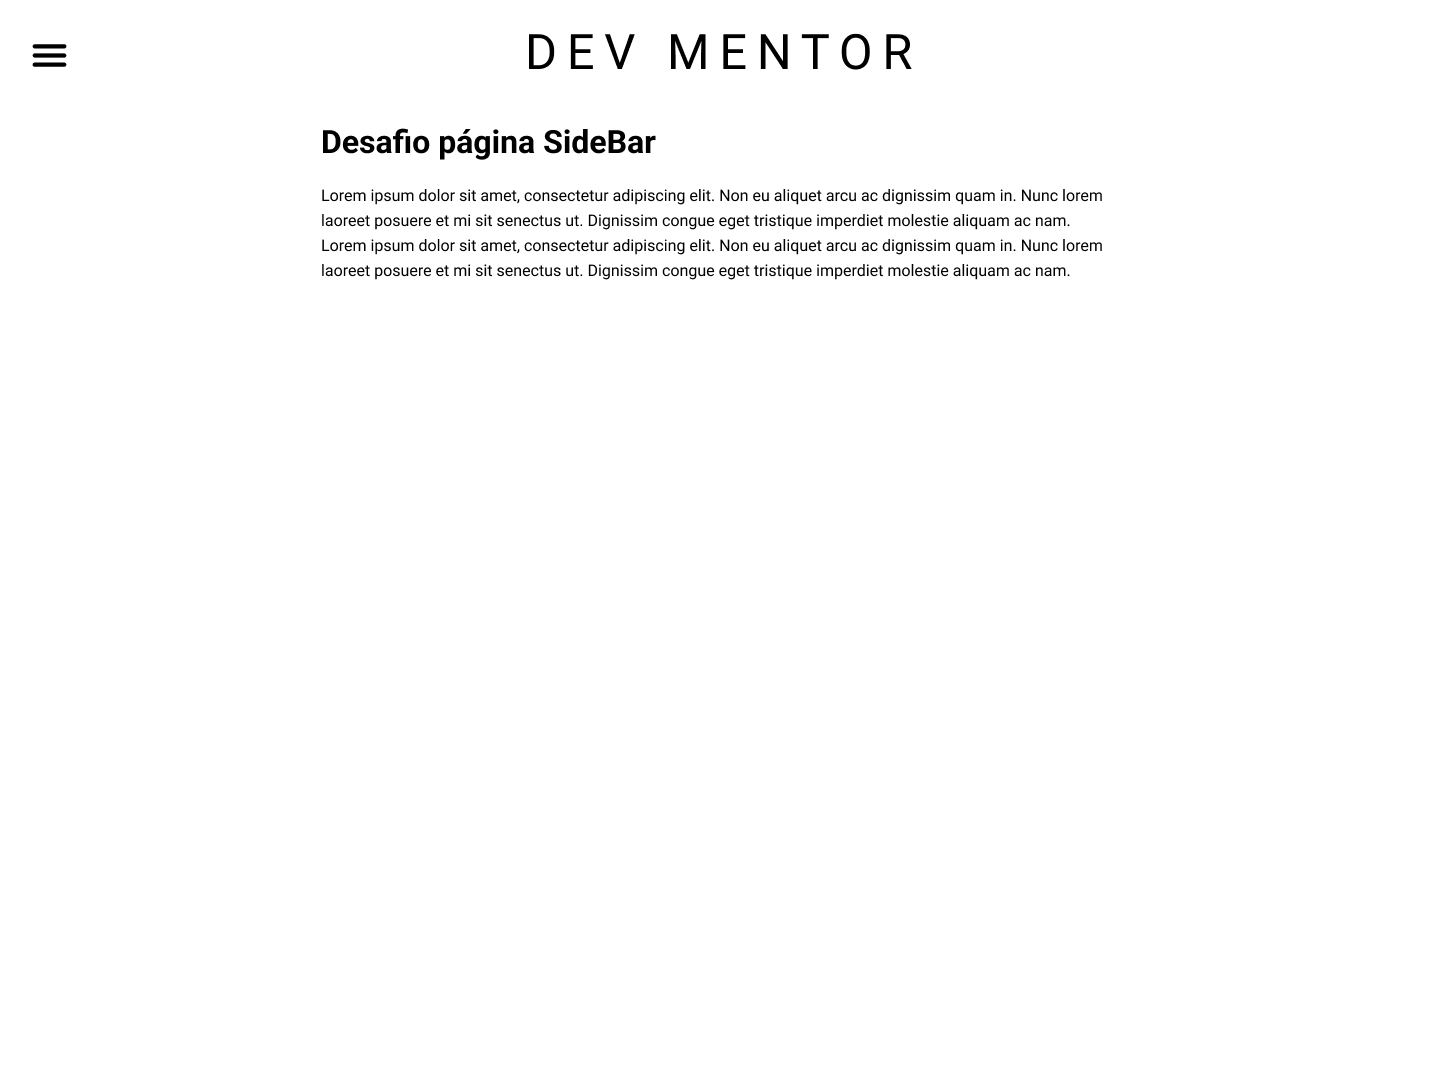 DEV MENTOR
Desafio página SideBar
Lorem ipsum dolor sit amet, consectetur adipiscing elit. Non eu aliquet arcu ac dignissim quam in. Nunc lorem
laoreet posuere et mi sit senectus ut. Dignissim congue eget tristique imperdiet molestie aliquam ac nam.
Lorem ipsum dolor sit amet, consectetur adipiscing elit. Non eu aliquet arcu ac dignissim quam in. Nunc lorem
laoreet posuere et mi sit senectus ut. Dignissim congue eget tristique imperdiet molestie aliquam ac nam.